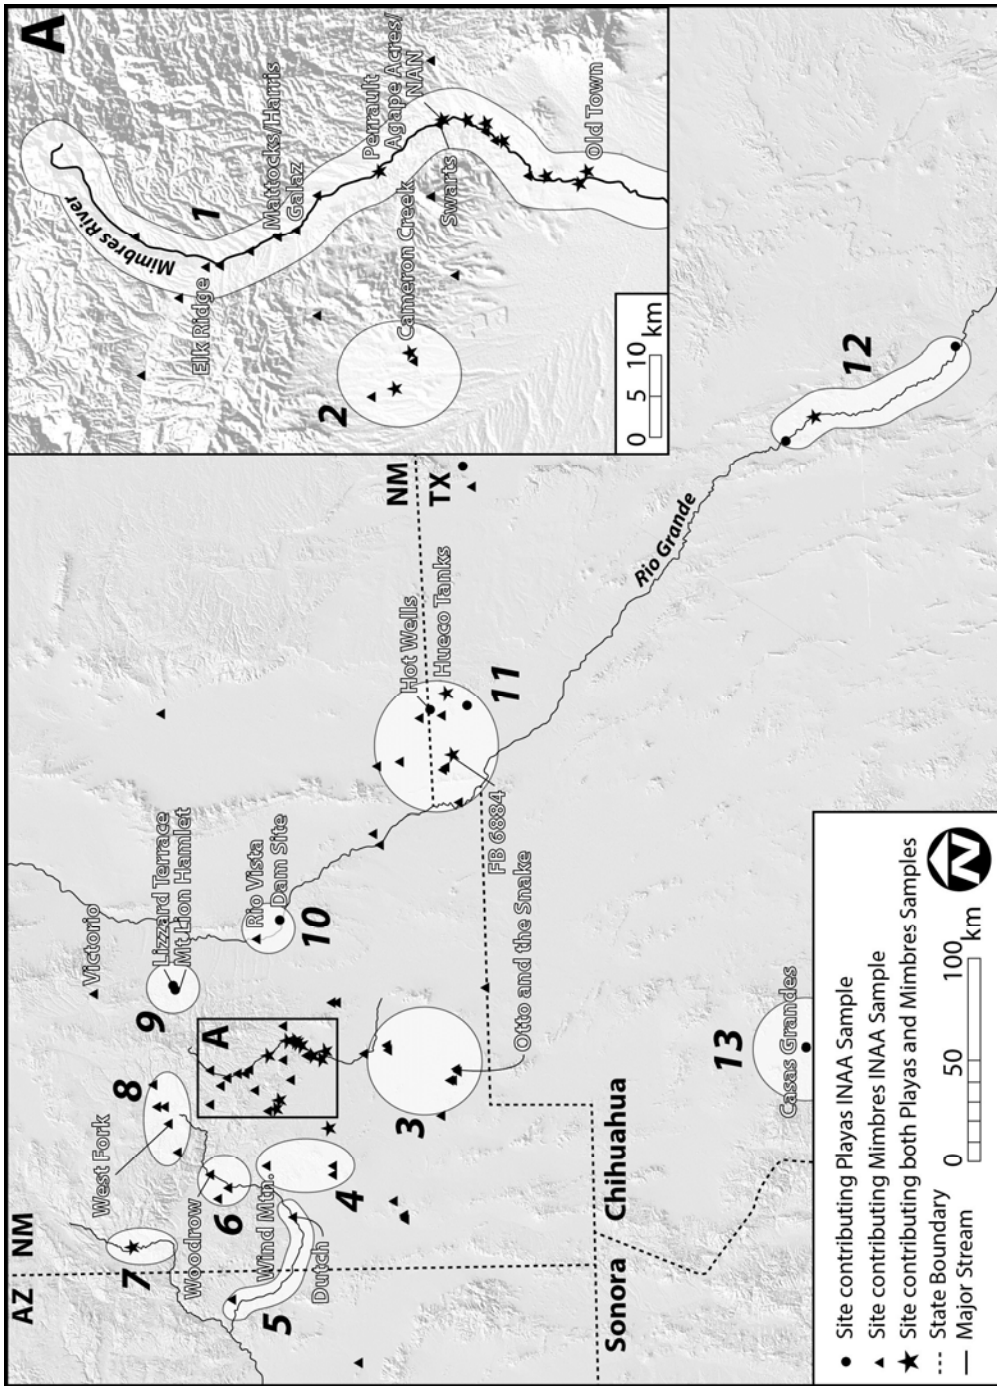 A
Mimbres River
1
Elk Ridge
Mattocks/Harris
Galaz
Perrault
Agape Acres/
NAN
Cameron Creek
Swarts
Old Town
2
0 5 10
km
AZ NM
West Fork
8
7
Woodrow
6
Wind Mtn.
5
Dutch
4
9
Victorio
Lizzard Terrace
Mt Lion Hamlet
A
Rio Vista
Dam Site
10
3
NM
TX
Hot Wells
Hueco Tanks
11
FB 6884
Otto and the Snake
Rio Grande
12
Sonora Chihuahua
Casas Grandes
13
Site contributing Playas INAA Sample
Site contributing Mimbres INAA Sample
Site contributing both Playas and Mimbres Samples
State Boundary
Major Stream
0 50 100
km
N